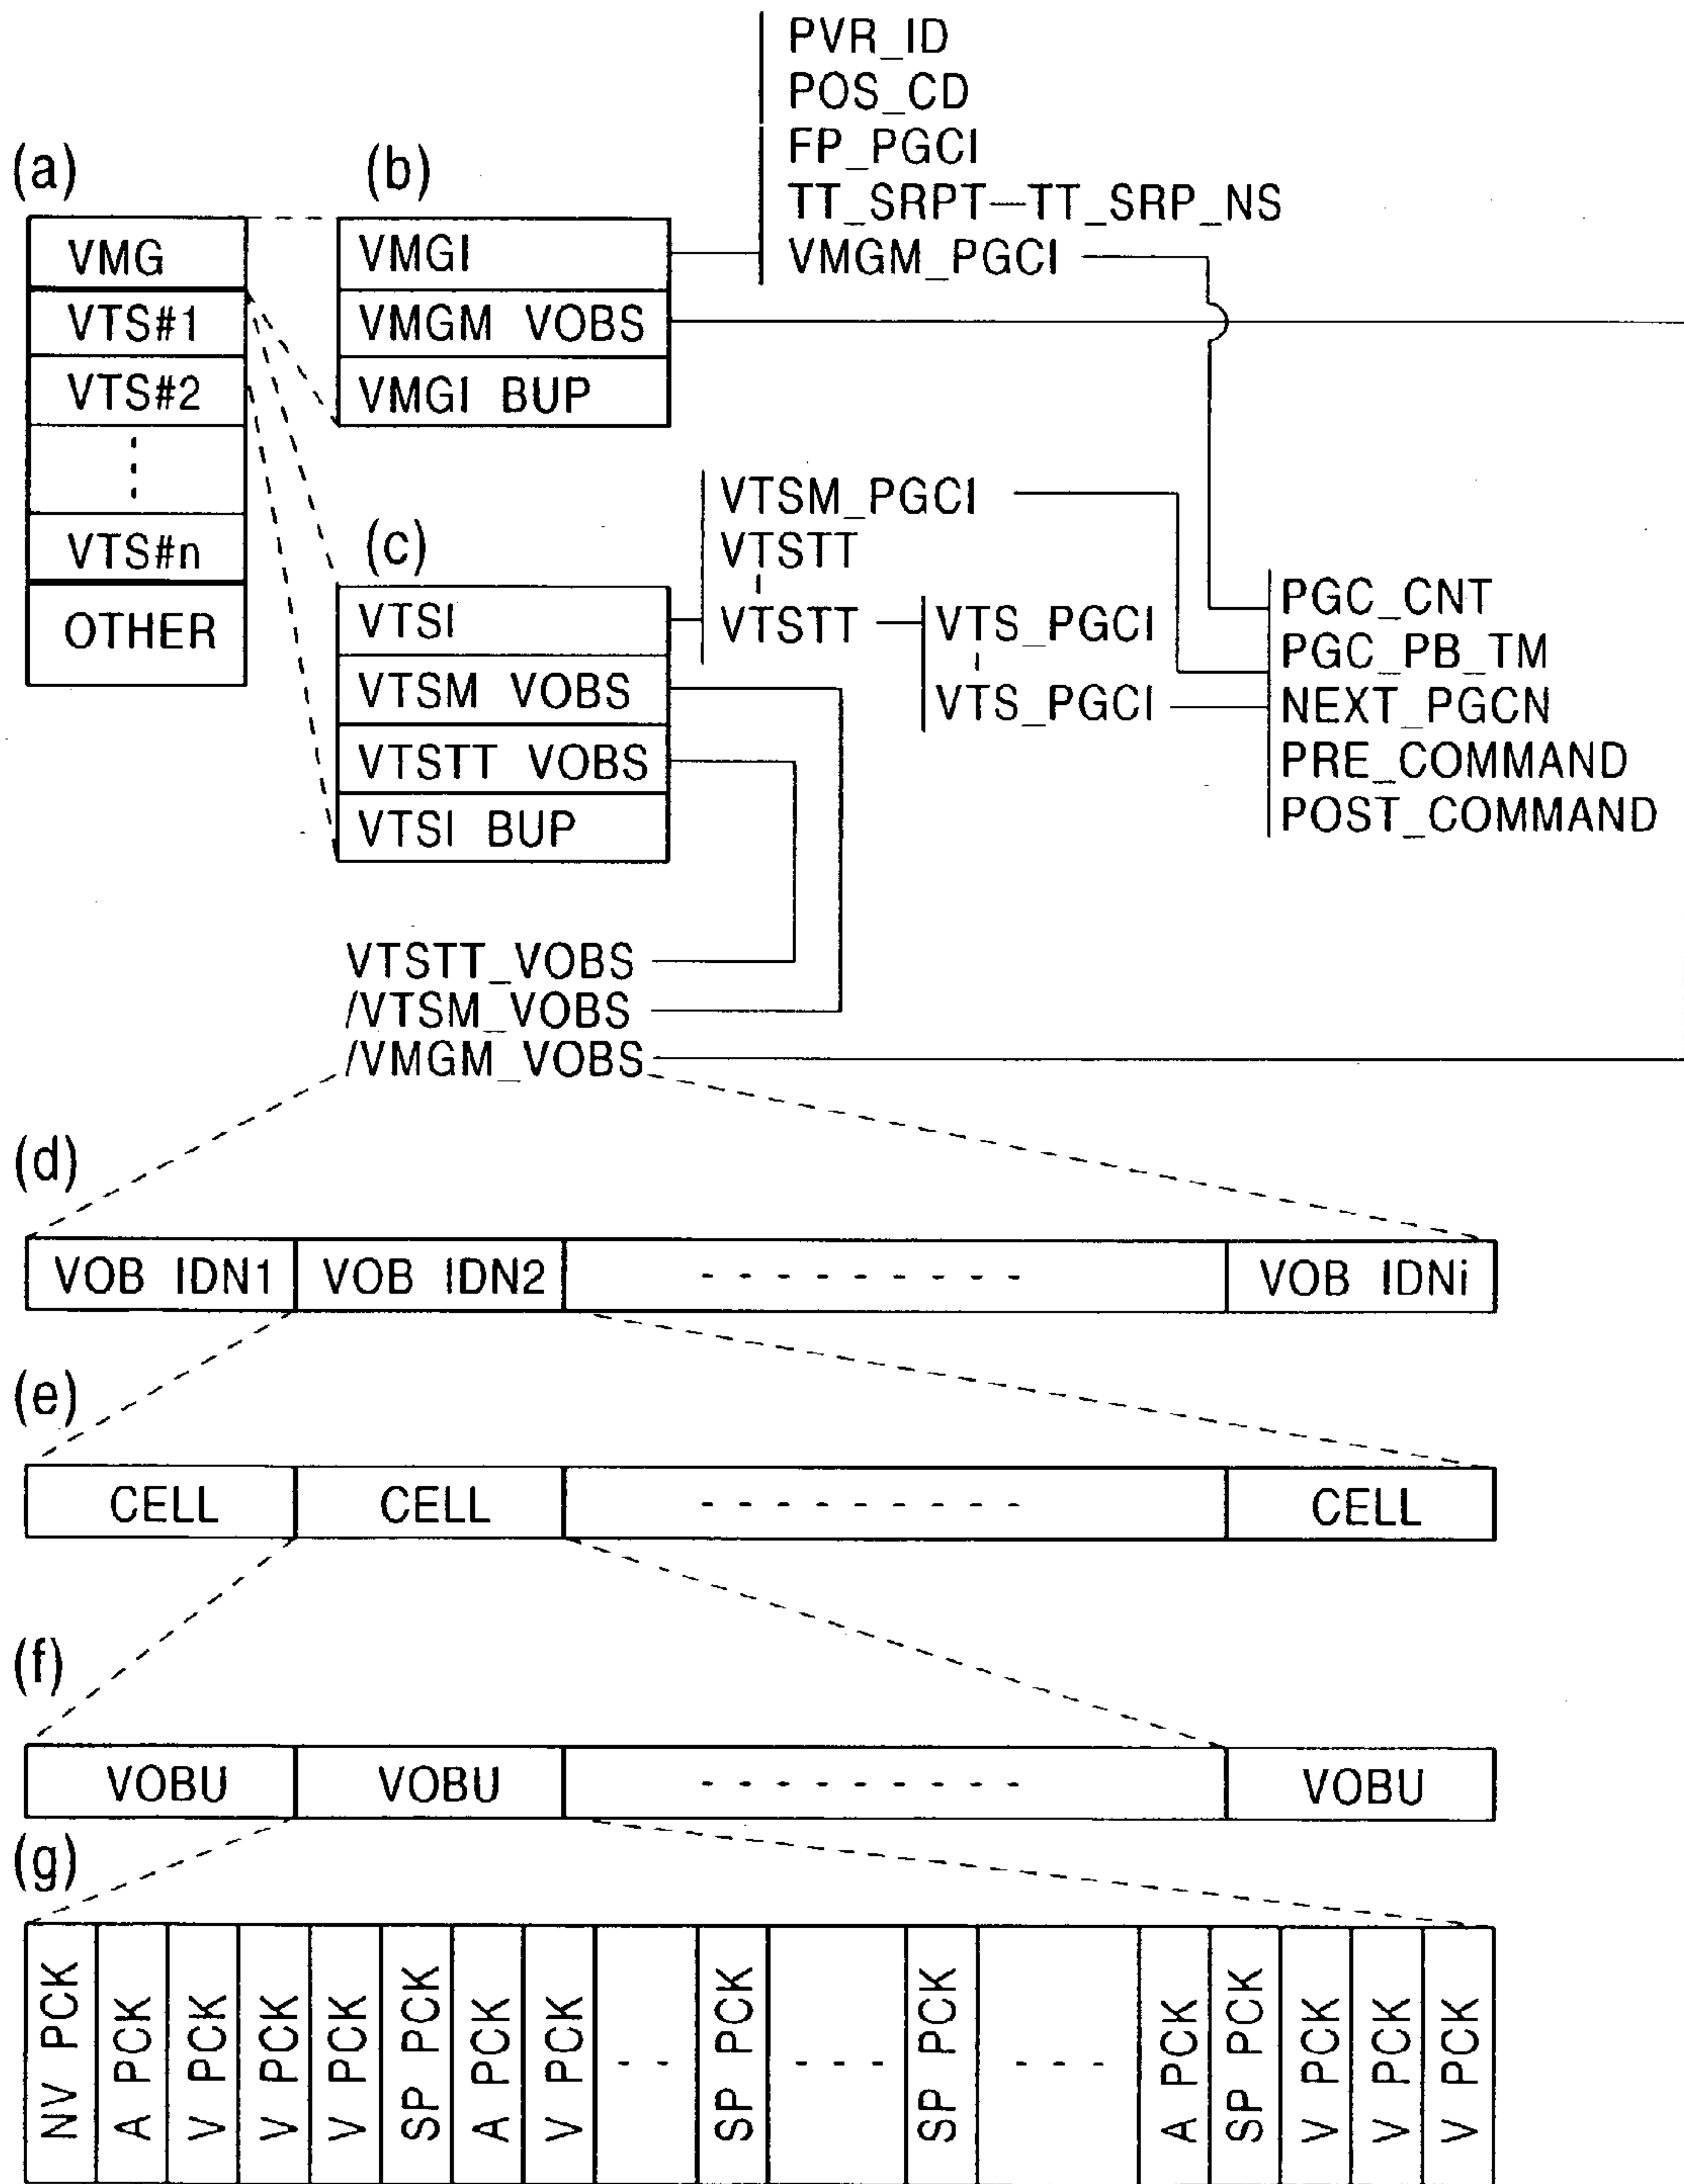 PVR_ID
POS_CD
FP_PGCI
TT_SRPT—TT_SRP_NS
VMGM_PGCI
(a)
VMG
VTS#1
VTS#2
VTS#n
OTHER
(b)
VMGI
VMGM VOBS
VMGI BUP
(c)
VTSI
VTSM VOBS
VTSTT VOBS
VTSI BUP
VTSM_PGCI
VTSTT
VTSTT
VTS_PGCI
VTS_PGCI
PGC_CNT
PGC_PB_TM
NEXT_PGCN
PRE_COMMAND
POST_COMMAND
VTSTT_VOBS
/VTSM_VOBS
/VMGM_VOBS
(d)
VOB IDN1 VOB IDN2 --------- VOB IDNi
(e)
CELL CELL --------- CELL
(f)
VOBU VOBU --------- VOBU
(g)
NV PCK
A PCK
V PCK
V PCK
V PCK
SP PCK
A PCK
V PCK
--
SP PCK
---
SP PCK
---
A PCK
SP PCK
V PCK
V PCK
V PCK